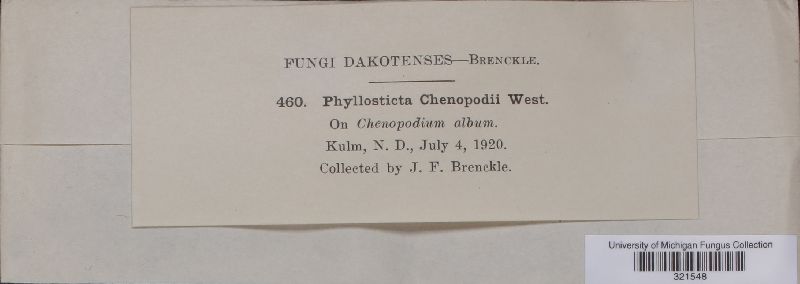 FUNGI DAKOTENSES—BRENCKLE.
460. Phyllosticta Chenopodii West.
On Chenopodium album.
Kulm, N. D., July 4, 1920.
Collected by J. F. Brenckle.
University of Michigan Fungus Collection
321548